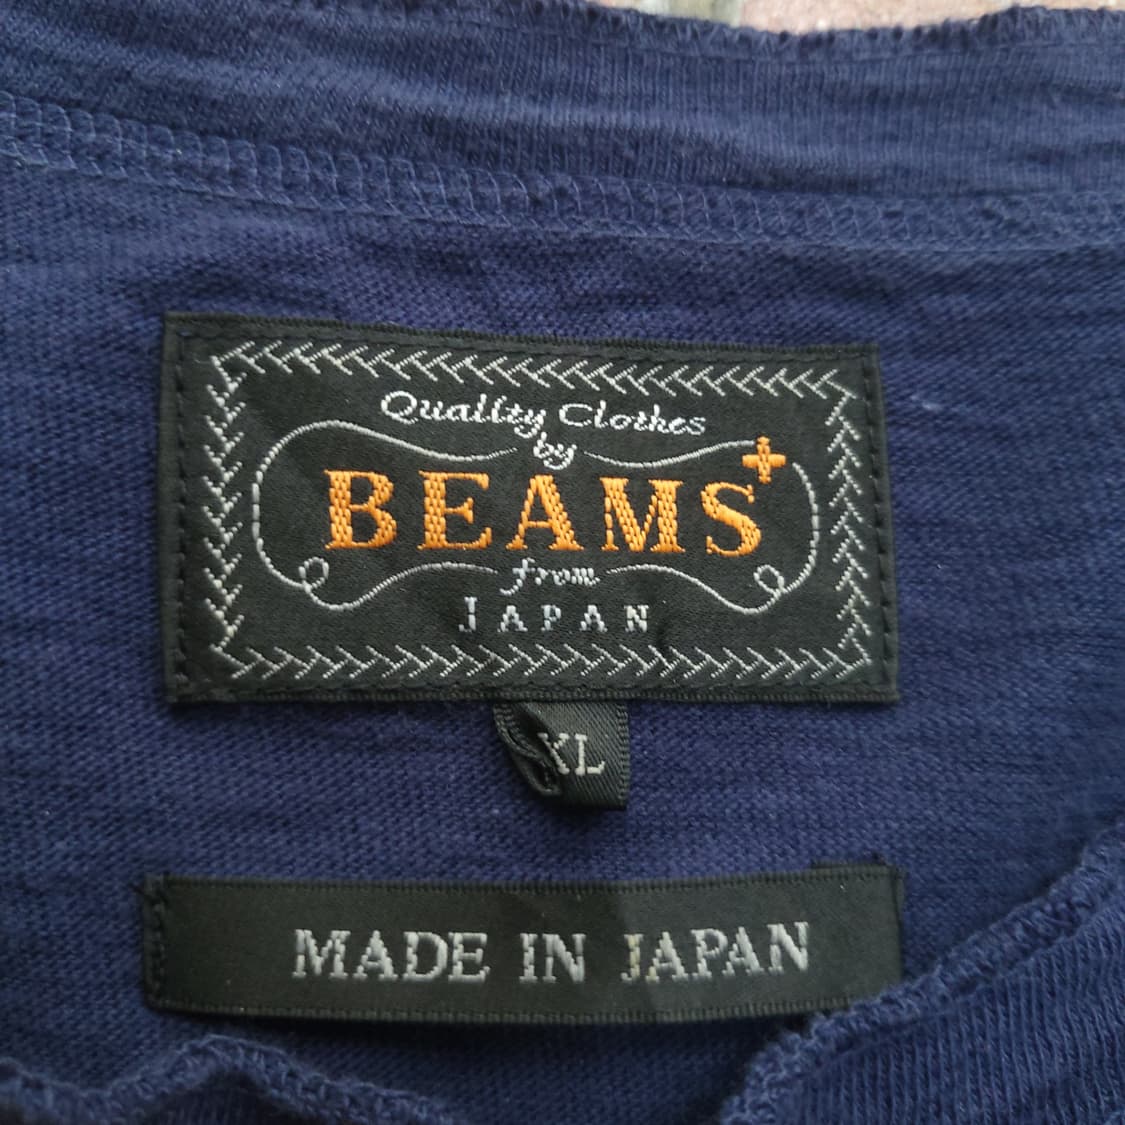 Quality Clothes
by
BEAMS+
from
JAPAN
XL
MADE IN JAPAN